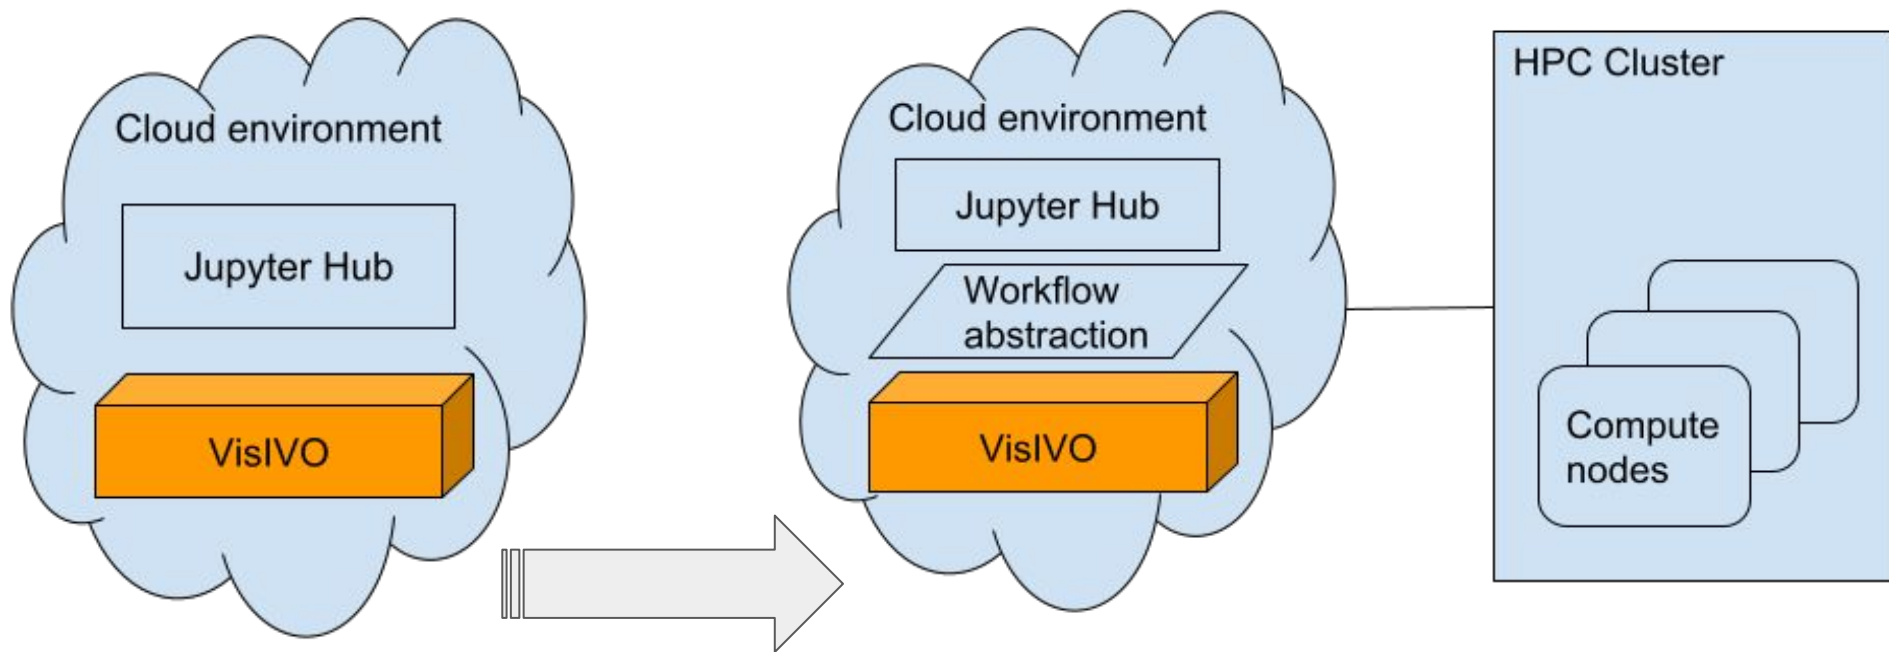 Cloud environment
Jupyter Hub
VisIVO
Cloud environment
Jupyter Hub
Workflow
abstraction
VisIVO
HPC Cluster
Compute
nodes